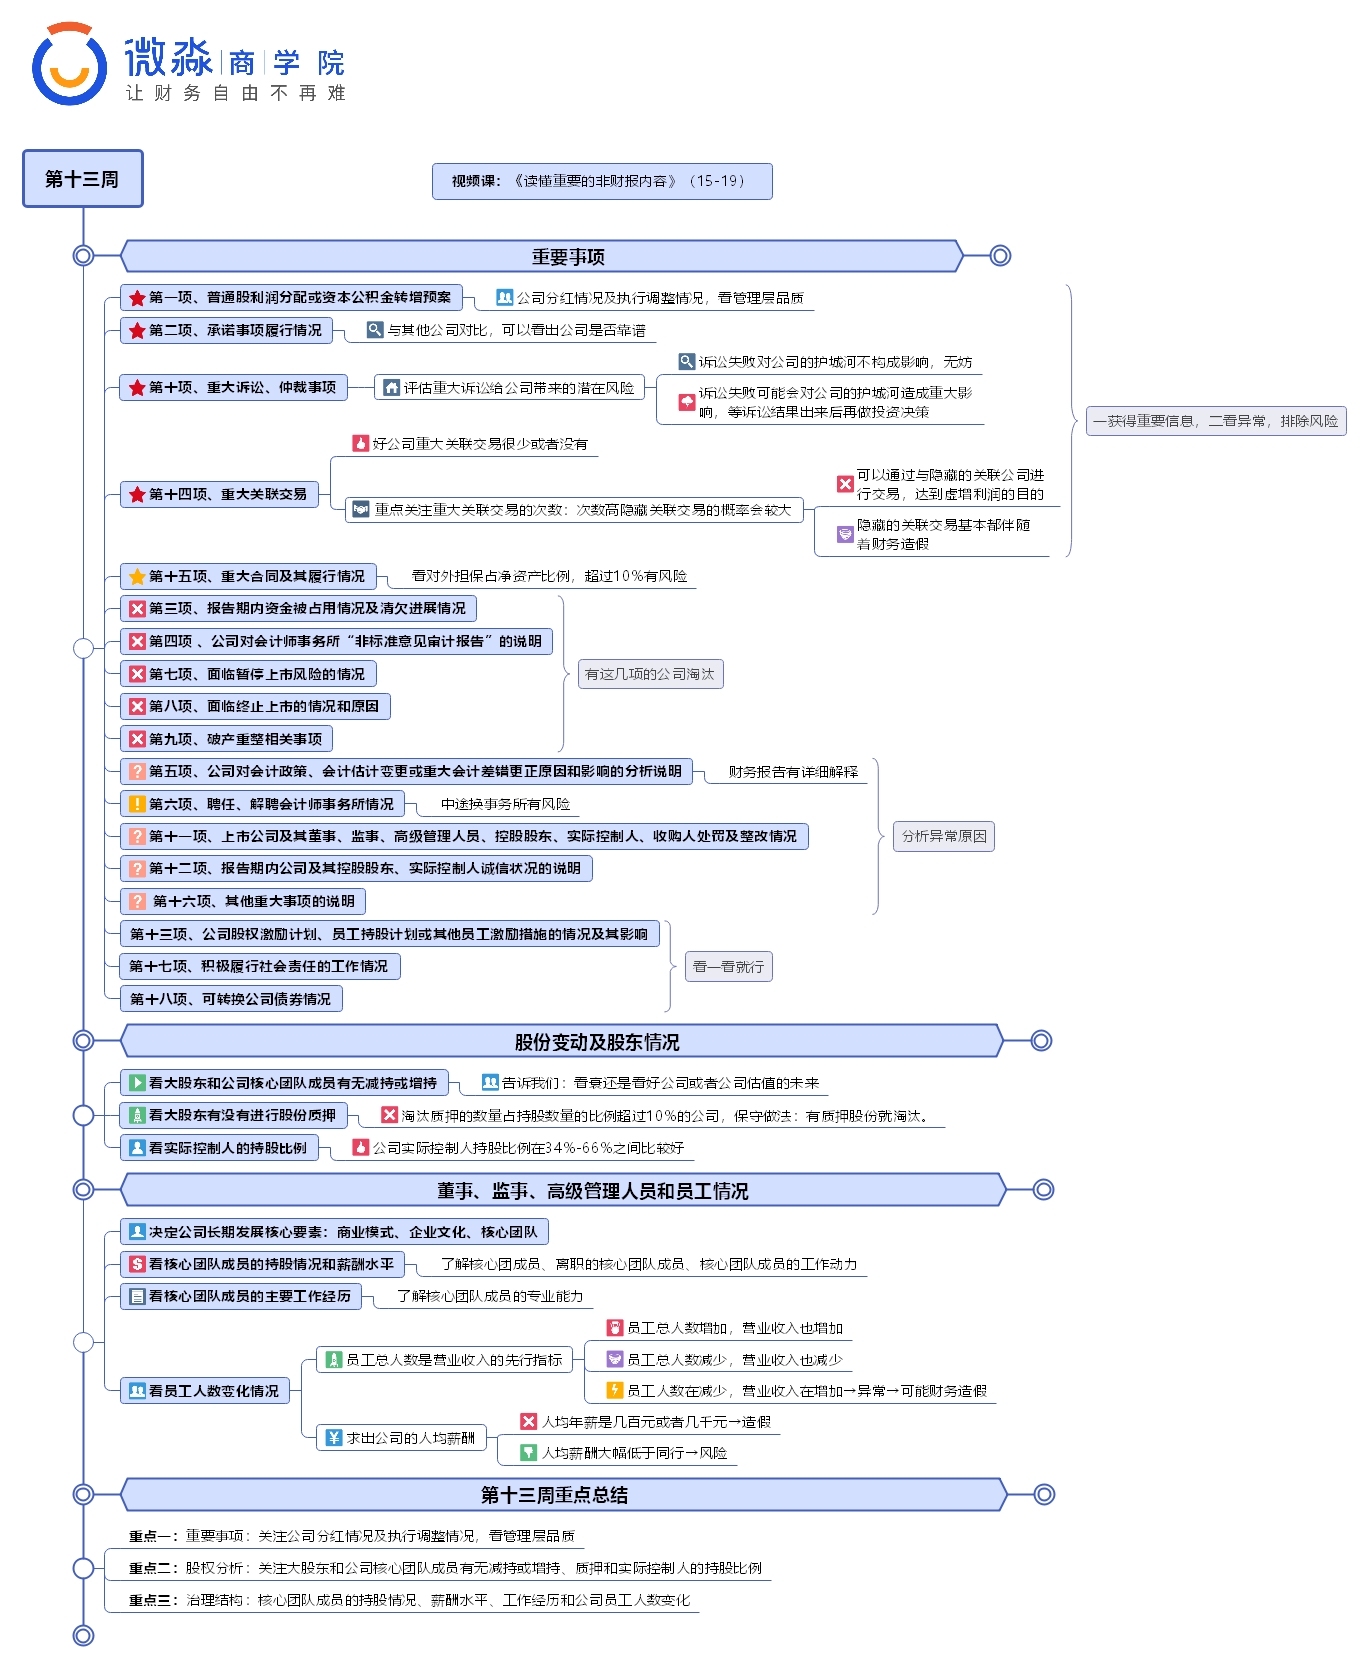 微淼 商 学 院
让财务自由不再难
第十三周
视频课：《读懂重要的非财报内容》（15-19）
重要事项
第一项、普通股利润分配或资本公积金转增预案
公司分红情况及执行调整情况，看管理层品质
第二项、承诺事项履行情况
与其他公司对比，可以看出公司是否靠谱
第十项、重大诉讼、仲裁事项
评估重大诉讼给公司带来的潜在风险
诉讼失败对公司的护城河不构成影响，无妨
诉讼失败可能会对公司的护城河造成重大影
响，等诉讼结果出来后再做投资决策
第十四项、重大关联交易
好公司重大关联交易很少或者没有
重点关注重大关联交易的次数：次数高隐藏关联交易的概率会较大
可以通过与隐藏的关联公司进
行交易，达到虚增利润的目的
隐藏的关联交易基本都伴随
着财务造假
一获得重要信息，二看异常，排除风险
第十五项、重大合同及其履行情况
看对外担保占净资产比例，超过10%有风险
第三项、报告期内资金被占用情况及清欠进展情况
第四项 、公司对会计师事务所“非标准意见审计报告”的说明
第七项、面临暂停上市风险的情况
第八项、面临终止上市的情况和原因
第九项、破产重整相关事项
有这几项的公司淘汰
第五项、公司对会计政策、会计估计变更或重大会计差错更正原因和影响的分析说明
财务报告有详细解释
第六项、聘任、解聘会计师事务所情况
中途换事务所有风险
第十一项、上市公司及其董事、监事、高级管理人员、控股股东、实际控制人、收购人处罚及整改情况
第十二项、报告期内公司及其控股股东、实际控制人诚信状况的说明
第十六项、其他重大事项的说明
分析异常原因
第十三项、公司股权激励计划、员工持股计划或其他员工激励措施的情况及其影响
第十七项、积极履行社会责任的工作情况
第十八项、可转换公司债券情况
看一看就行
股份变动及股东情况
看大股东和公司核心团队成员有无减持或增持
告诉我们：看衰还是看好公司或者公司估值的未来
看大股东有没有进行股份质押
淘汰质押的数量占持股数量的比例超过10%的公司，保守做法：有质押股份就淘汰。
看实际控制人的持股比例
公司实际控制人持股比例在34%-66%之间比较好
董事、监事、高级管理人员和员工情况
决定公司长期发展核心要素：商业模式、企业文化、核心团队
看核心团队成员的持股情况和薪酬水平
了解核心团成员、离职的核心团队成员、核心团队成员的工作动力
看核心团队成员的主要工作经历
了解核心团队成员的专业能力
看员工人数变化情况
员工总人数是营业收入的先行指标
员工总人数增加，营业收入也增加
员工总人数减少，营业收入也减少
员工人数在减少，营业收入在增加→异常→可能财务造假
求出公司的人均薪酬
人均年薪是几百元或者几千元→造假
人均薪酬大幅低于同行→风险
第十三周重点总结
重点一：重要事项：关注公司分红情况及执行调整情况，看管理层品质
重点二：股权分析：关注大股东和公司核心团队成员有无减持或增持、质押和实际控制人的持股比例
重点三：治理结构：核心团队成员的持股情况、薪酬水平、工作经历和公司员工人数变化